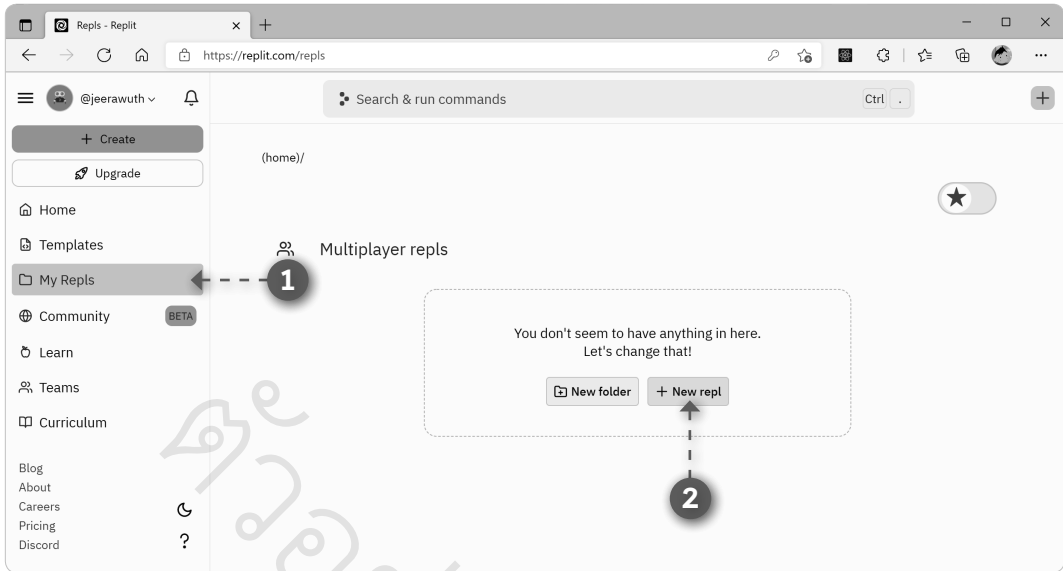 Repls - Replit
https://replit.com/repls
@jeerawuth
Search & run commands
Ctrl .
+ Create
Upgrade
(home)/
Home
Templates
Multiplayer repls
My Repls
1
Community BETA
You don't seem to have anything in here.
Let's change that!
Learn
Teams
New folder
+ New repl
Curriculum
Blog
About
Careers
Pricing
Discord
?
2